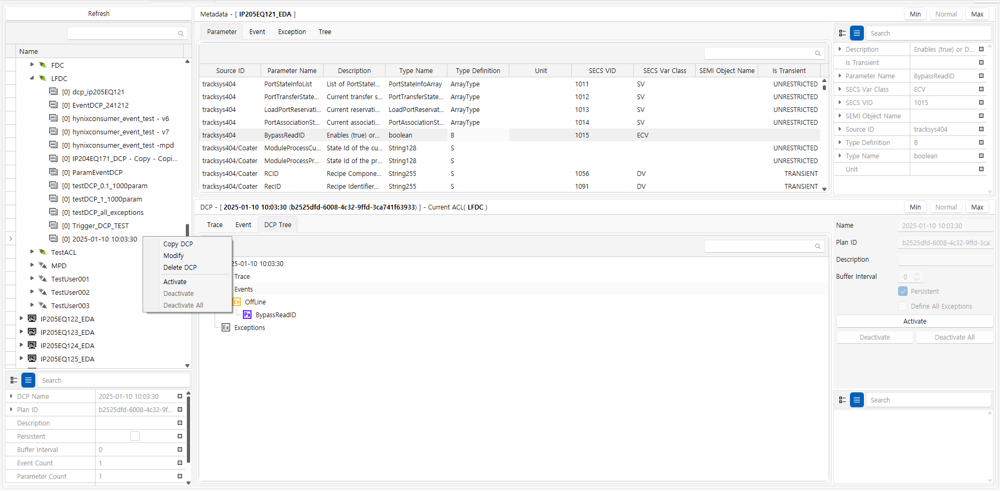 Refresh
Name
FDC
LFDC
[0] dcp_ip205EQ121
[0] EventDCP_241212
[0] hynixconsumer_event_test - v6
[0] hynixconsumer_event_test - v7
[0] hynixconsumer_event_test -mpd
[0] IP204EQ171_DCP - Copy - Copi...
[0] ParamEventDCP
[0] testDCP_0.1_1000param
[0] testDCP_1_1000param
[0] testDCP_all_exceptions
[0] Trigger_DCP_TEST
[0] 2025-01-10 10:03:30
TestACL
MPD
TestUser001
TestUser002
TestUser003
IP205EQ122_EDA
IP205EQ123_EDA
IP205EQ124_EDA
IP205EQ125_EDA
Copy DCP
Modify
Delete DCP
Activate
Deactivate
Deactivate All
Search
DCP Name 2025-01-10 10:03:30
Plan ID b2525dfd-6008-4c32-9f...
Description
Persistent
Buffer Interval 0
Event Count 1
Parameter Count 1
Metadata - [ IP205EQ121_EDA ]
Min Normal Max
Parameter Event Exception Tree
Source ID Parameter Name Description Type Name Type Definition Unit SECS VID SECS Var Class SEMI Object Name Is Transient
tracksys404 PortStateInfoList List of PortStateI... PortStateInfoArray ArrayType 1011 SV UNRESTRICTED
tracksys404 PortTransferState... Current transfer s... PortTransferState... ArrayType 1012 SV UNRESTRICTED
tracksys404 LoadPortReservati... Current reservatio... LoadPortReservat... ArrayType 1013 SV UNRESTRICTED
tracksys404 PortAssociationSt... Current associati... PortAssociationSt... ArrayType 1014 SV UNRESTRICTED
tracksys404 BypassReadID Enables (true) or... boolean B 1015 ECV
tracksys404/Coater ModuleProcessCu... State Id of the cu... String128 S UNRESTRICTED
tracksys404/Coater ModuleProcessPr... State Id of the pr... String128 S UNRESTRICTED
tracksys404/Coater RCID Recipe Compone... String255 S 1056 DV TRANSIENT
tracksys404/Coater RecID Recipe Identifier... String255 S 1091 DV TRANSIENT
Search
Description Enables (true) or D...
Is Transient
Parameter Name BypassReadID
SECS Var Class ECV
SECS VID 1015
SEMI Object Name
Source ID tracksys404
Type Definition B
Type Name boolean
Unit
DCP - [ 2025-01-10 10:03:30 (b2525dfd-6008-4c32-9ffd-3ca741f63933) ] - Current ACL( LFDC )
Min Normal Max
Trace Event DCP Tree
25-01-10 10:03:30
Trace
Events
Ev OffLine
Pa BypassReadID
Ex Exceptions
Name 2025-01-10 10:03:30
Plan ID b2525dfd-6008-4c32-9ffd-3ca
Description
Buffer Interval 0
Persistent
Define All Exceptions
Activate
Deactivate Deactivate All
Search